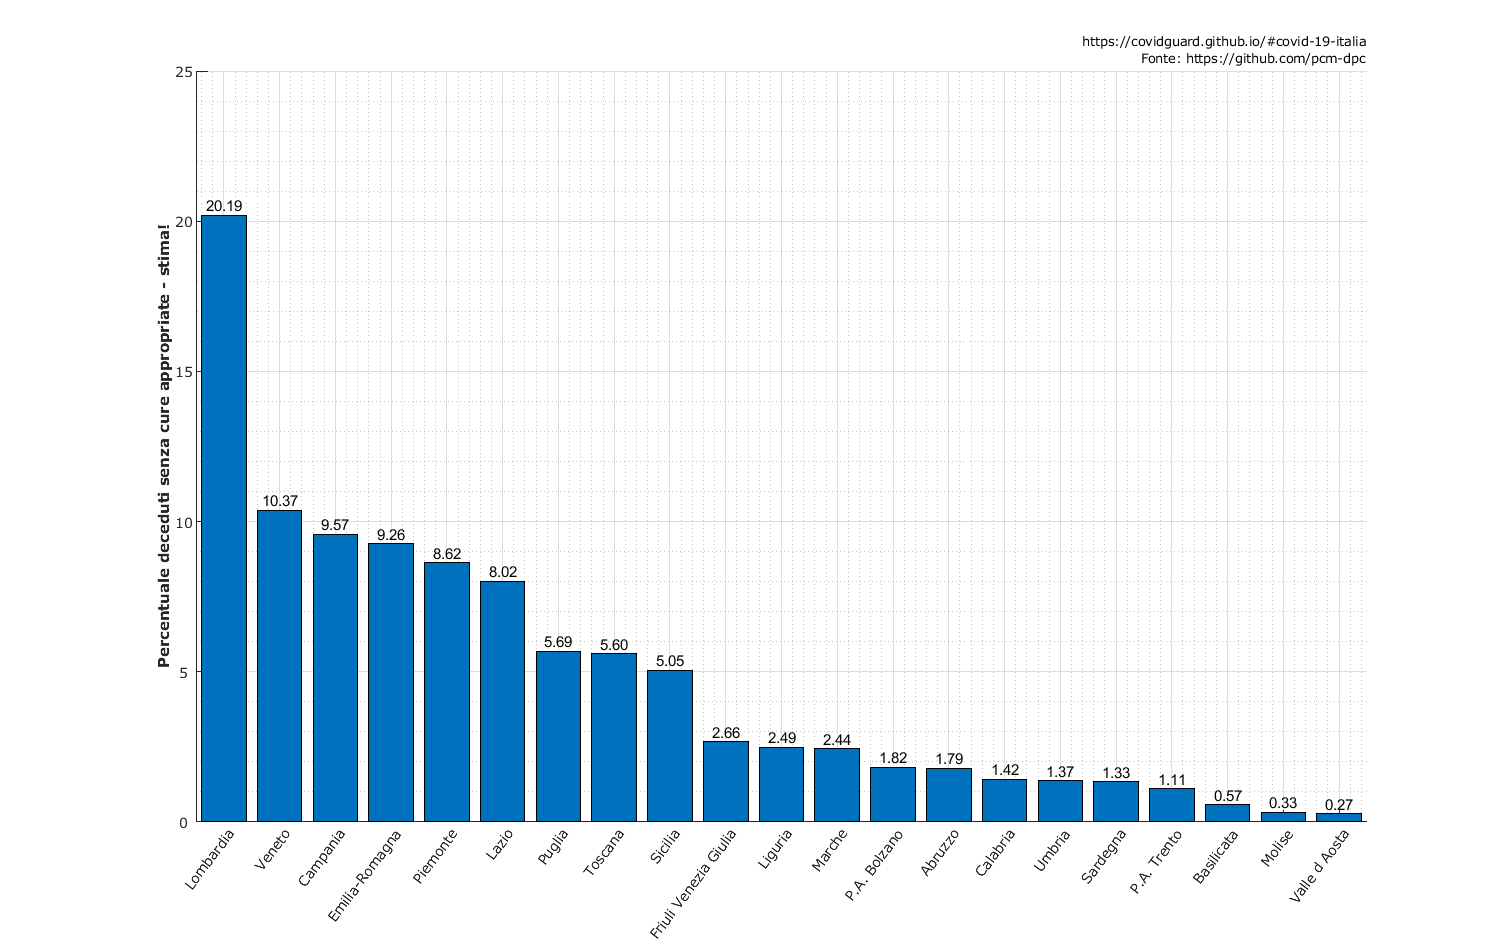 https://covidguard.github.io/#covid-19-italia
Fonte: https://github.com/pcm-dpc
Percentuale deceduti senza cure appropriate - stima!
25
20
15
10
5
0
20.19
10.37
9.57
9.26
8.62
8.02
5.69
5.60
5.05
2.66
2.49
2.44
1.82
1.79
1.42
1.37
1.33
1.11
0.57
0.33
0.27
Lombardia
Veneto
Campania
Emilia-Romagna
Piemonte
Lazio
Puglia
Toscana
Sicilia
Friuli Venezia Giulia
Liguria
Marche
P.A. Bolzano
Abruzzo
Calabria
Umbria
Sardegna
P.A. Trento
Basilicata
Molise
Valle d Aosta